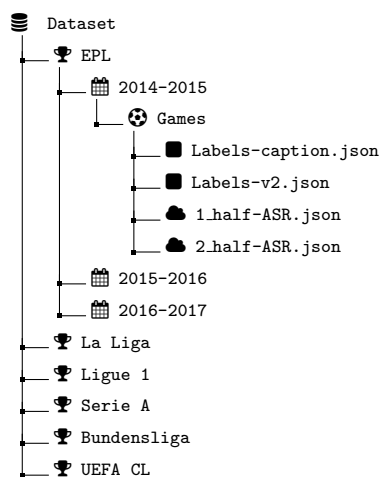 Dataset
EPL
2014-2015
Games
Labels-caption.json
Labels-v2.json
1_half-ASR.json
2_half-ASR.json
2015-2016
2016-2017
La Liga
Ligue 1
Serie A
Bundensliga
UEFA CL